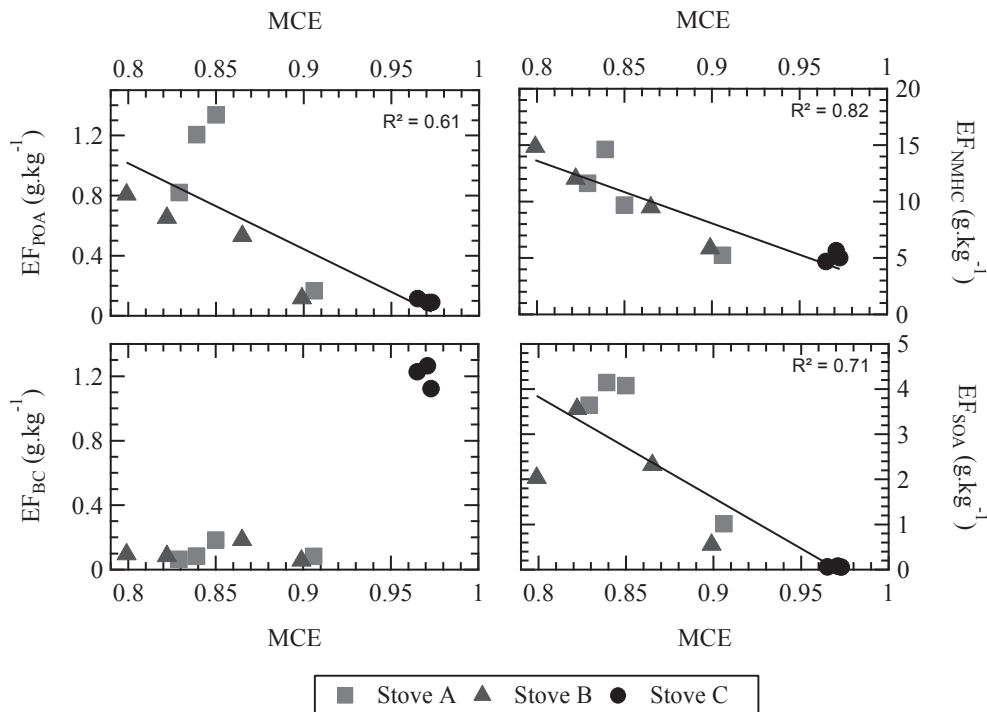 MCE
MCE
0.8 0.85 0.9 0.95 1
0.8 0.85 0.9 0.95 1
1.2
0.8
0.4
0
EF_POA (g.kg⁻¹)
R² = 0.61
20
15
10
5
0
EF_NMHC (g.kg⁻¹)
R² = 0.82
1.2
0.8
0.4
0
EF_BC (g.kg⁻¹)
5
4
3
2
1
0
EF_SOA (g.kg⁻¹)
R² = 0.71
0.8 0.85 0.9 0.95 1
0.8 0.85 0.9 0.95 1
MCE
MCE
Stove A Stove B Stove C